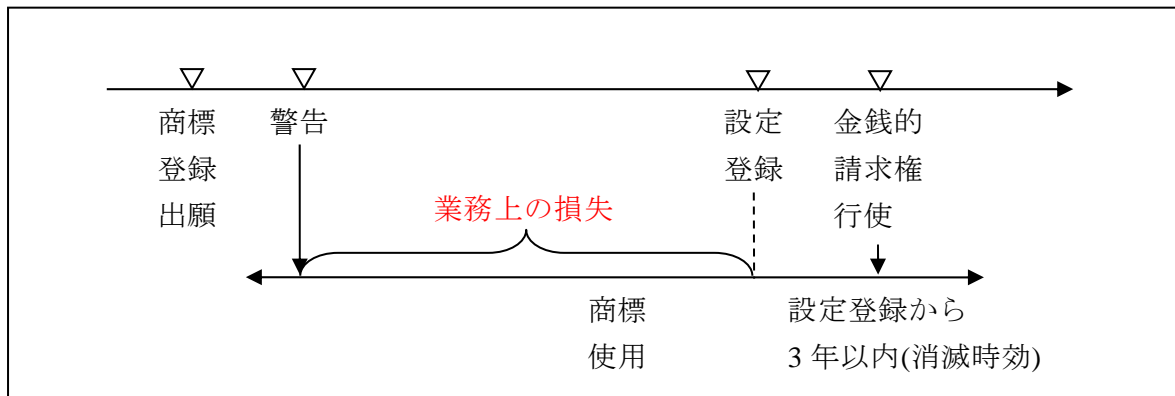 商標
登録
出願
警告
設定
登録
金銭的
請求権
行使
業務上の損失
商標
使用
設定登録から
3 年以内(消滅時効)